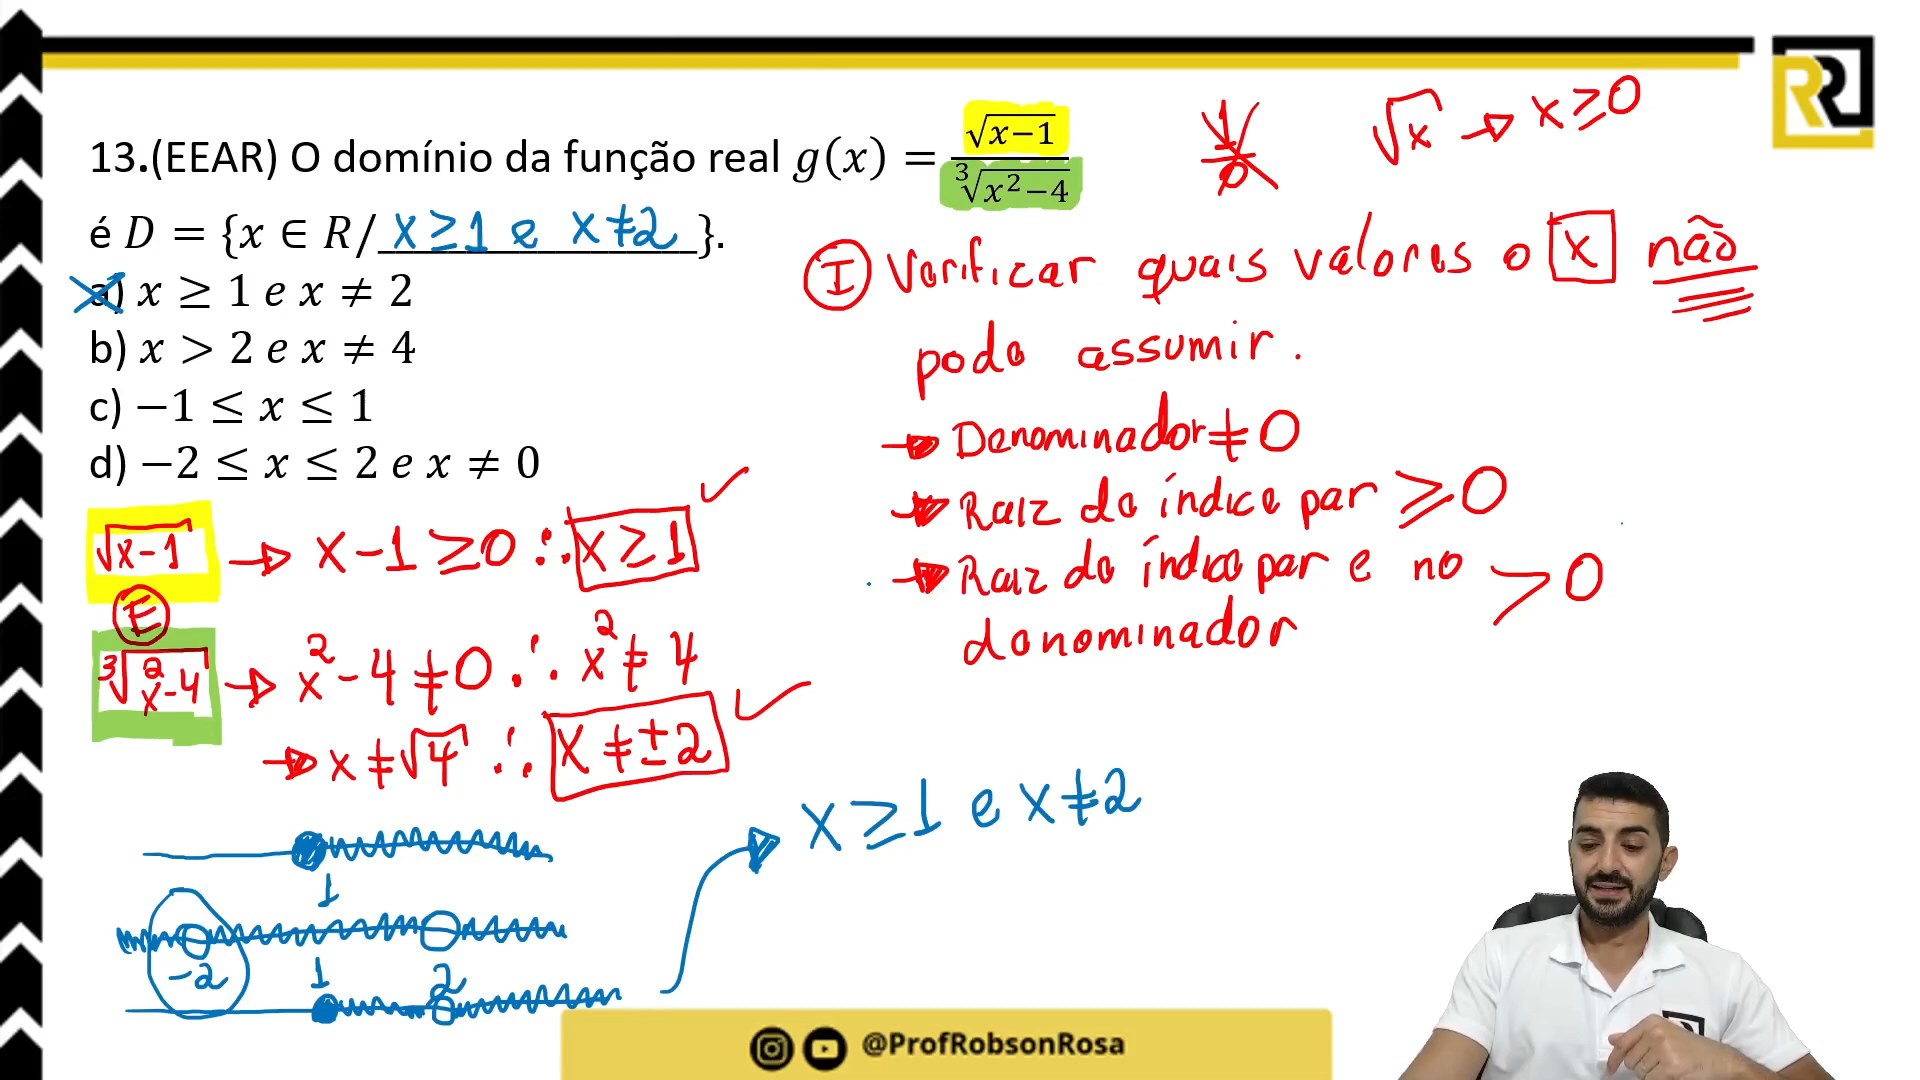 13.(EEAR) O domínio da função real g(x) = √(x−1) / ∛(x²−4)
é D = {x ∈ R/ x ≥ 1 e x ≠ 2 }.
a) x ≥ 1 e x ≠ 2
b) x > 2 e x ≠ 4
c) −1 ≤ x ≤ 1
d) −2 ≤ x ≤ 2 e x ≠ 0
1/0
√x → x ≥ 0
RR
I Verificar quais valores o x não
pode assumir.
→ Denominador ≠ 0
→ Raiz de índice par ≥ 0
→ Raiz de índice par e no > 0
denominador
√x−1 → x − 1 ≥ 0 ∴ x ≥ 1
E
∛x²−4 → x² − 4 ≠ 0 ∴ x² ≠ 4
→ x ≠ √4 ∴ x ≠ ±2
x ≥ 1 e x ≠ 2
1
−2 1 2
@ProfRobsonRosa